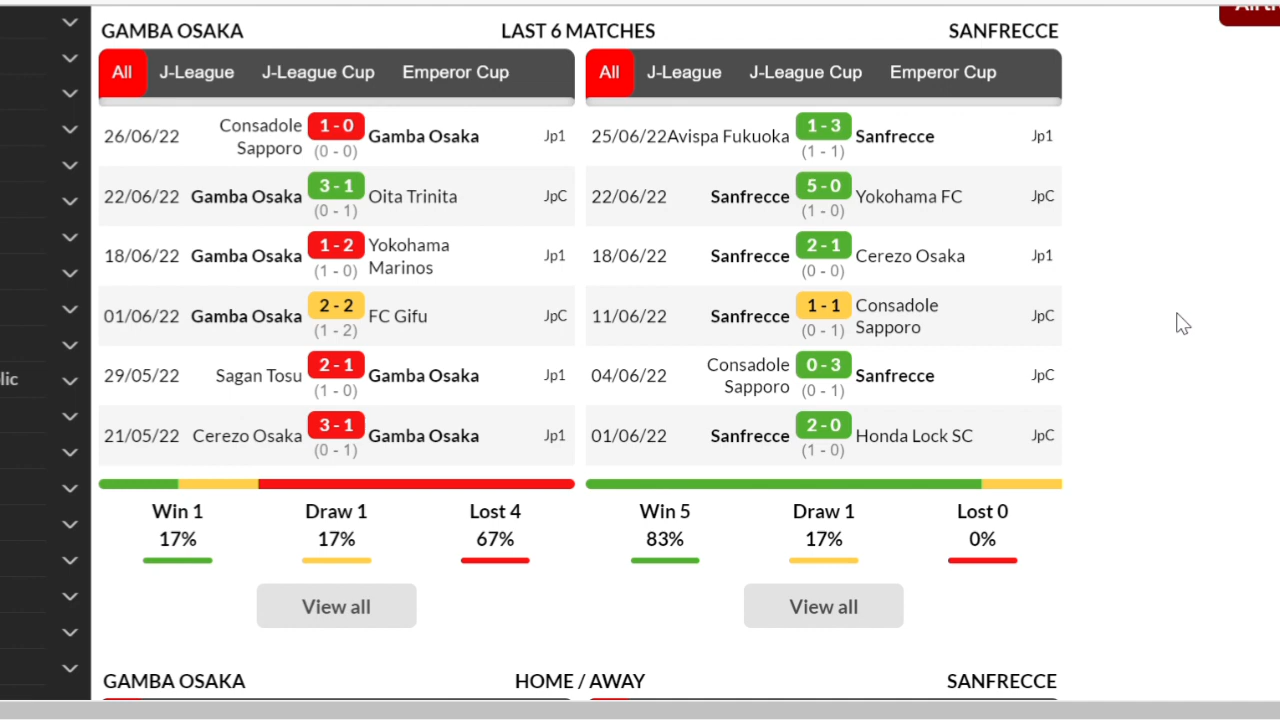 GAMBA OSAKA LAST 6 MATCHES SANFRECCE
All J-League J-League Cup Emperor Cup
26/06/22 Consadole Sapporo 1 - 0 (0 - 0) Gamba Osaka Jp1
22/06/22 Gamba Osaka 3 - 1 (0 - 1) Oita Trinita JpC
18/06/22 Gamba Osaka 1 - 2 (1 - 0) Yokohama Marinos Jp1
01/06/22 Gamba Osaka 2 - 2 (1 - 2) FC Gifu JpC
29/05/22 Sagan Tosu 2 - 1 (1 - 0) Gamba Osaka Jp1
21/05/22 Cerezo Osaka 3 - 1 (0 - 1) Gamba Osaka Jp1
Win 1 Draw 1 Lost 4
17% 17% 67%
View all
All J-League J-League Cup Emperor Cup
25/06/22 Avispa Fukuoka 1 - 3 (1 - 1) Sanfrecce Jp1
22/06/22 Sanfrecce 5 - 0 (1 - 0) Yokohama FC JpC
18/06/22 Sanfrecce 2 - 1 (0 - 0) Cerezo Osaka Jp1
11/06/22 Sanfrecce 1 - 1 (0 - 1) Consadole Sapporo JpC
04/06/22 Consadole Sapporo 0 - 3 (0 - 1) Sanfrecce JpC
01/06/22 Sanfrecce 2 - 0 (1 - 0) Honda Lock SC JpC
Win 5 Draw 1 Lost 0
83% 17% 0%
View all
lic
GAMBA OSAKA HOME / AWAY SANFRECCE